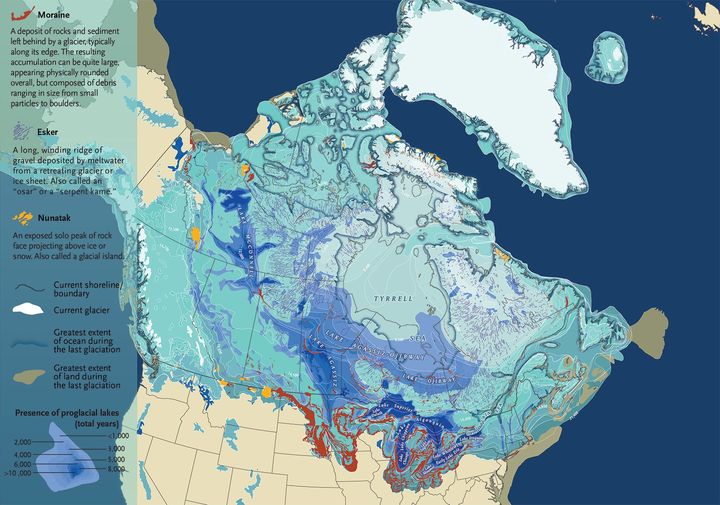 Moraine
A deposit of rocks and sediment
left behind by a glacier, typically
along its edge. The resulting
accumulation can be quite large,
appearing physically rounded
overall, but composed of debris
ranging in size from small
particles to boulders.
Esker
A long, winding ridge of
gravel deposited by meltwater
from a retreating glacier or
ice sheet. Also called an
“osar” or a “serpent kame.”
Nunatak
An exposed solo peak of rock
face projecting above ice or
snow. Also called a glacial island.
Current shoreline/
boundary
Current glacier
Greatest extent
of ocean during
the last glaciation
Greatest extent
of land during the
last glaciation
Presence of proglacial lakes
(total years)
<1,000
2,000
3,000
4,000
5,000
6,000
8,000
>10,000
LAKE MCCONNELL
TYRRELL
SEA
LAKE AGASSIZ-OJIBWAY
LAKE AGASSIZ
LAKE OJIBWAY
Algonquin